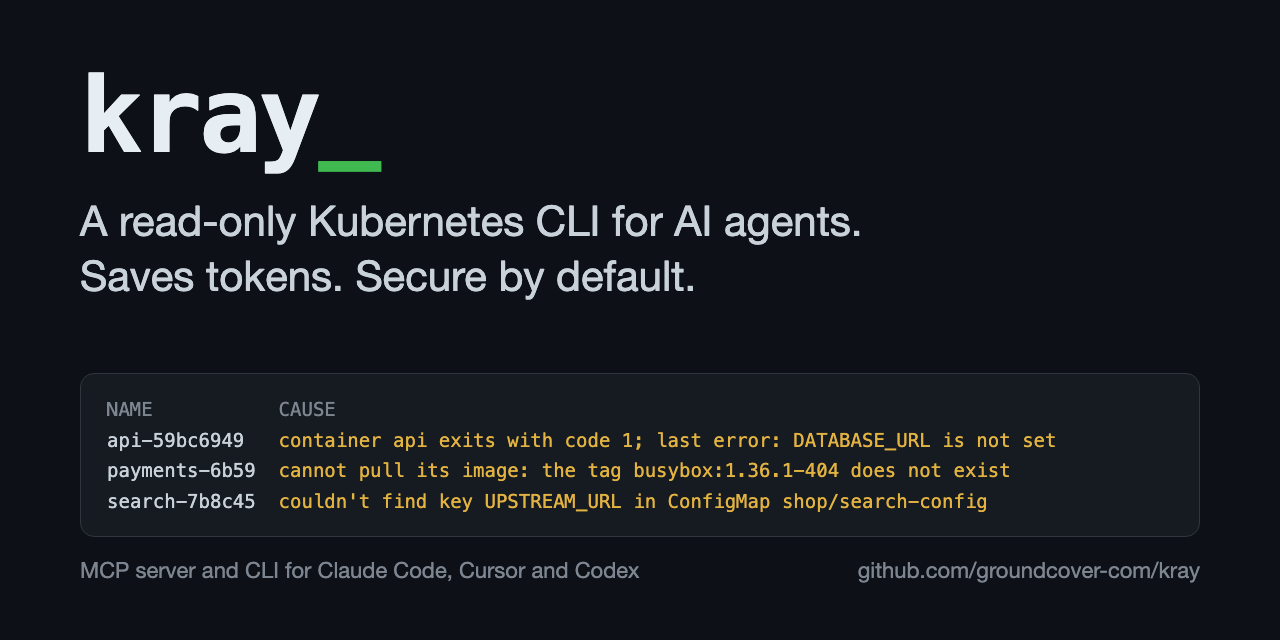 kray_
A read-only Kubernetes CLI for AI agents.
Saves tokens. Secure by default.
NAME CAUSE
api-59bc6949 container api exits with code 1; last error: DATABASE_URL is not set
payments-6b59 cannot pull its image: the tag busybox:1.36.1-404 does not exist
search-7b8c45 couldn't find key UPSTREAM_URL in ConfigMap shop/search-config
MCP server and CLI for Claude Code, Cursor and Codex
github.com/groundcover-com/kray